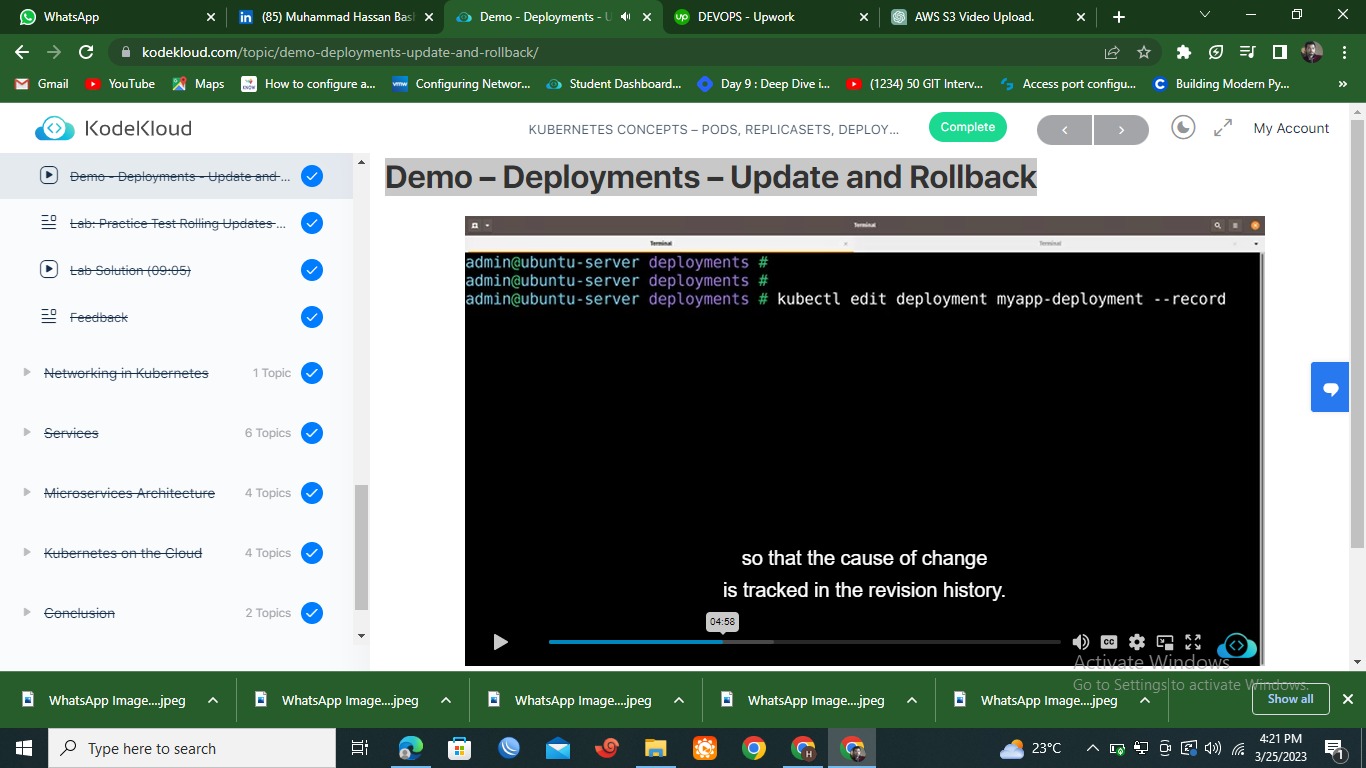 WhatsApp
(85) Muhammad Hassan Bas
Demo - Deployments - U
DEVOPS - Upwork
AWS S3 Video Upload.
kodekloud.com/topic/demo-deployments-update-and-rollback/
Gmail
YouTube
Maps
How to configure a...
Configuring Networ...
Student Dashboard...
Day 9 : Deep Dive i...
(1234) 50 GIT Interv...
Access port configu...
Building Modern Py...
»
KodeKloud
KUBERNETES CONCEPTS – PODS, REPLICASETS, DEPLOY...
Complete
My Account
Demo - Deployments - Update and ...
Lab: Practice Test Rolling Updates ...
Lab Solution (09:05)
Feedback
Networking in Kubernetes 1 Topic
Services 6 Topics
Microservices Architecture 4 Topics
Kubernetes on the Cloud 4 Topics
Conclusion 2 Topics
Demo – Deployments – Update and Rollback
Terminal
Terminal
Terminal
admin@ubuntu-server deployments #
admin@ubuntu-server deployments #
admin@ubuntu-server deployments # kubectl edit deployment myapp-deployment --record
so that the cause of change
is tracked in the revision history.
04:58
CC
Activate Windows
Go to Settings to activate Windows.
WhatsApp Image....jpeg
WhatsApp Image....jpeg
WhatsApp Image....jpeg
WhatsApp Image....jpeg
WhatsApp Image....jpeg
Show all
Type here to search
23°C
4:21 PM
3/25/2023
1